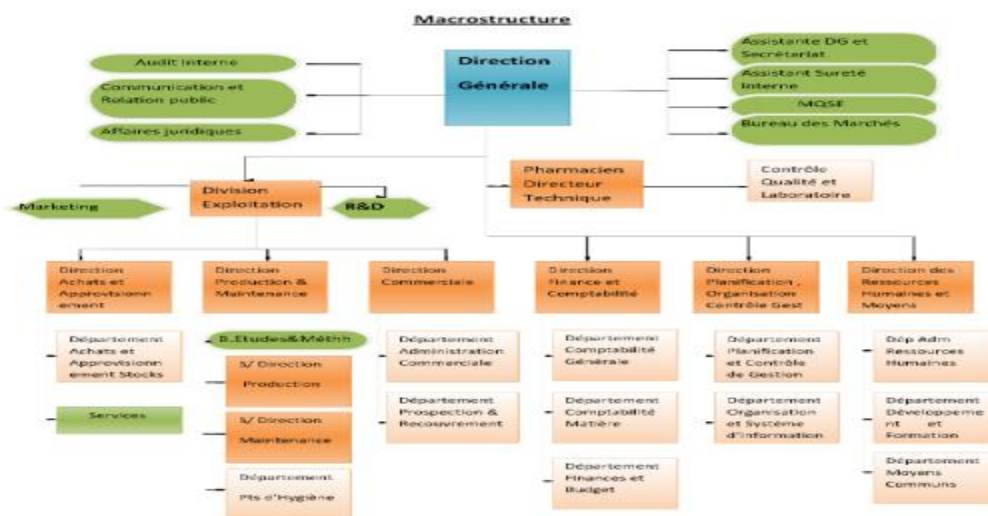 Macrostructure
Direction
Générale
Audit Interne
Communication et
Relation public
Affaires juridiques
Assistante DG et
Secrétariat
Assistant Sureté
Interne
MQSE
Bureau des Marchés
Marketing
Division
Exploitation
R&D
Pharmacien
Directeur
Technique
Contrôle
Qualité et
Laboratoire
Direction
Achats et
Approvisionn
ement
Direction
Production &
Maintenance
Direction
Commerciale
Direction
Finance et
Comptabilité
Direction
Planification ,
Organisation
Contrôle Gest
Direction des
Ressources
Humaines et
Moyens
Département
Achats et
Approvisionn
ement Stocks
Services
B.Etudes&Méthh
S/ Direction
Production
S/ Direction
Maintenance
Département
Pts d'Hygiène
Département
Administration
Commerciale
Département
Prospection &
Recouvrement
Département
Comptabilité
Générale
Département
Comptabilité
Matière
Département
Finances et
Budget
Département
Planification
et Contrôle
de Gestion
Département
Organisation
et Système
d'Information
Dép Adm
Ressources
Humaines
Département
Développeme
nt et
Formation
Département
Moyens
Communs